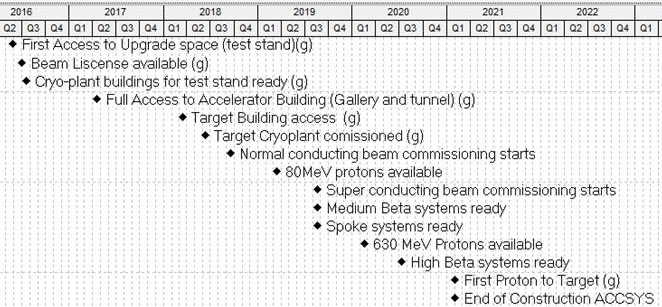 2016 2017 2018 2019 2020 2021 2022
Q2 Q3 Q4 Q1 Q2 Q3 Q4 Q1 Q2 Q3 Q4 Q1 Q2 Q3 Q4 Q1 Q2 Q3 Q4 Q1 Q2 Q3 Q4 Q1 Q2 Q3 Q4 Q1
First Access to Upgrade space (test stand)(g)
Beam Liscense available (g)
Cryo-plant buildings for test stand ready (g)
Full Access to Accelerator Building (Gallery and tunnel) (g)
Target Building access (g)
Target Cryoplant comissioned (g)
Normal conducting beam commissioning starts
80MeV protons available
Super conducting beam commissioning starts
Medium Beta systems ready
Spoke systems ready
630 MeV Protons available
High Beta systems ready
First Proton to Target (g)
End of Construction ACCSYS